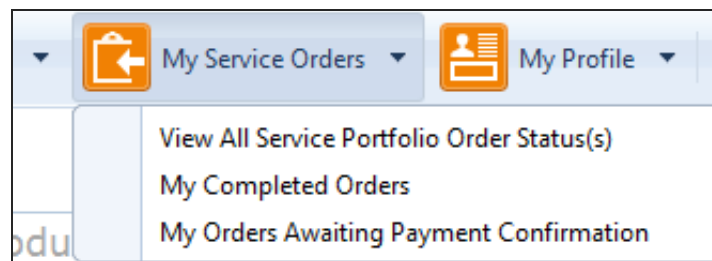 My Service Orders My Profile
View All Service Portfolio Order Status(s)
My Completed Orders
My Orders Awaiting Payment Confirmation
odu